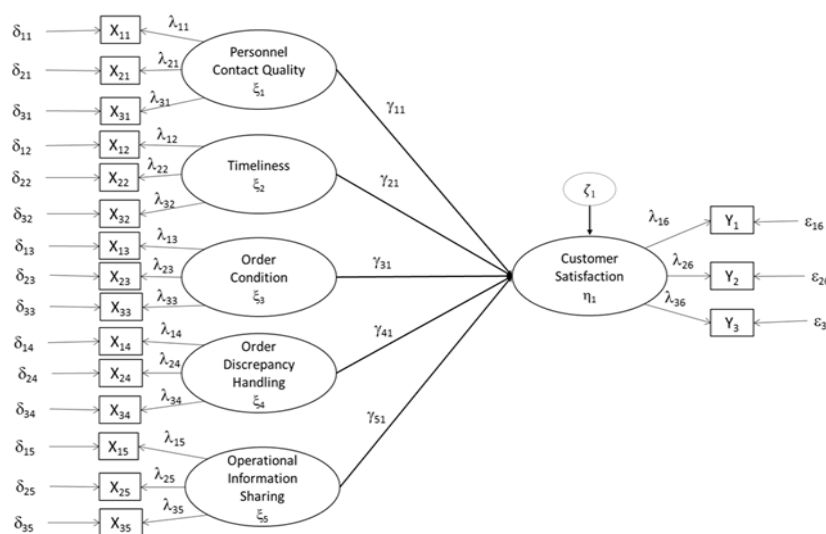 δ₁₁ X₁₁ λ₁₁
δ₂₁ X₂₁ λ₂₁
δ₃₁ X₃₁ λ₃₁
Personnel
Contact Quality
ξ₁
γ₁₁
δ₁₂ X₁₂ λ₁₂
δ₂₂ X₂₂ λ₂₂
δ₃₂ X₃₂ λ₃₂
Timeliness
ξ₂
γ₂₁
δ₁₃ X₁₃ λ₁₃
δ₂₃ X₂₃ λ₂₃
δ₃₃ X₃₃ λ₃₃
Order
Condition
ξ₃
γ₃₁
δ₁₄ X₁₄ λ₁₄
δ₂₄ X₂₄ λ₂₄
δ₃₄ X₃₄ λ₃₄
Order
Discrepancy
Handling
ξ₄
γ₄₁
δ₁₅ X₁₅ λ₁₅
δ₂₅ X₂₅ λ₂₅
δ₃₅ X₃₅ λ₃₅
Operational
Information
Sharing
ξ₅
γ₅₁
ζ₁
Customer
Satisfaction
η₁
λ₁₆ Y₁ ε₁₆
λ₂₆ Y₂ ε₂
λ₃₆ Y₃ ε₃